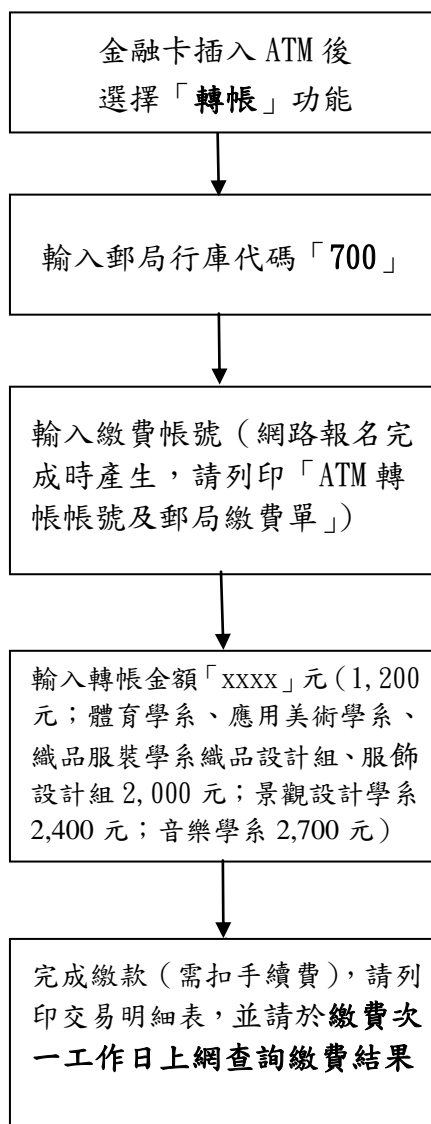 金融卡插入 ATM 後
選擇「轉帳」功能
輸入郵局行庫代碼「700」
輸入繳費帳號（網路報名完
成時產生，請列印「ATM 轉
帳帳號及郵局繳費單」）
輸入轉帳金額「xxxx」元（1,200
元；體育學系、應用美術學系、
織品服裝學系織品設計組、服飾
設計組 2,000 元；景觀設計學系
2,400 元；音樂學系 2,700 元）
完成繳款（需扣手續費），請列
印交易明細表，並請於繳費次
一工作日上網查詢繳費結果